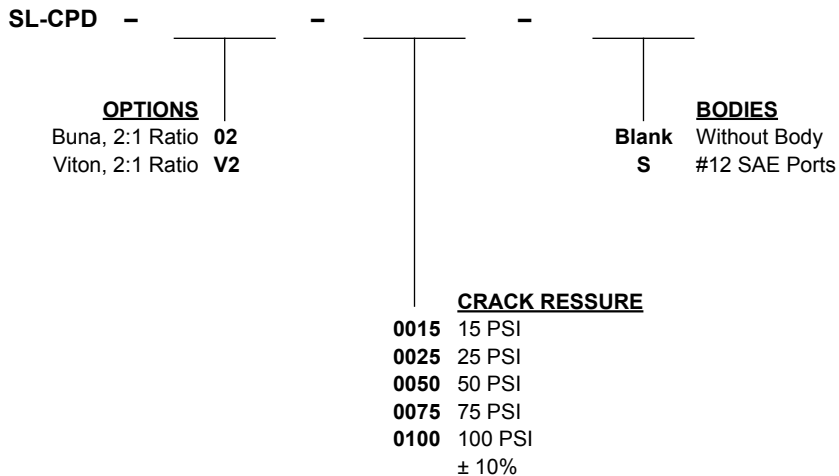 SL-CPD – – –
OPTIONS
Buna, 2:1 Ratio 02
Viton, 2:1 Ratio V2
BODIES
Blank Without Body
S #12 SAE Ports
CRACK RESSURE
0015 15 PSI
0025 25 PSI
0050 50 PSI
0075 75 PSI
0100 100 PSI
± 10%